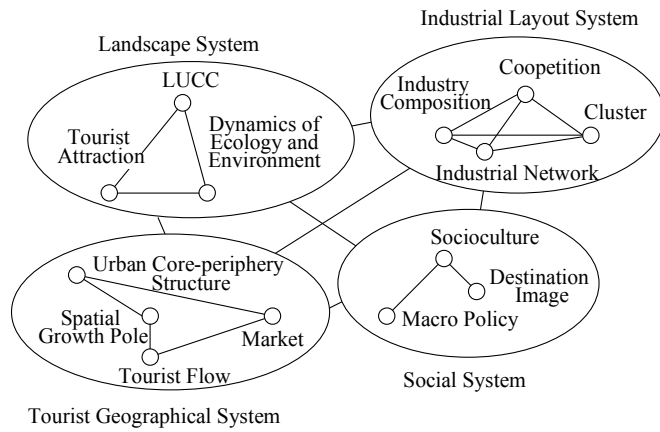 Industrial Layout System
Landscape System
LUCC
Tourist
Attraction
Dynamics of
Ecology and
Environment
Coopetition
Industry
Composition
Cluster
Industrial Network
Urban Core-periphery
Structure
Spatial
Growth Pole
Market
Tourist Flow
Socioculture
Destination
Image
Macro Policy
Social System
Tourist Geographical System